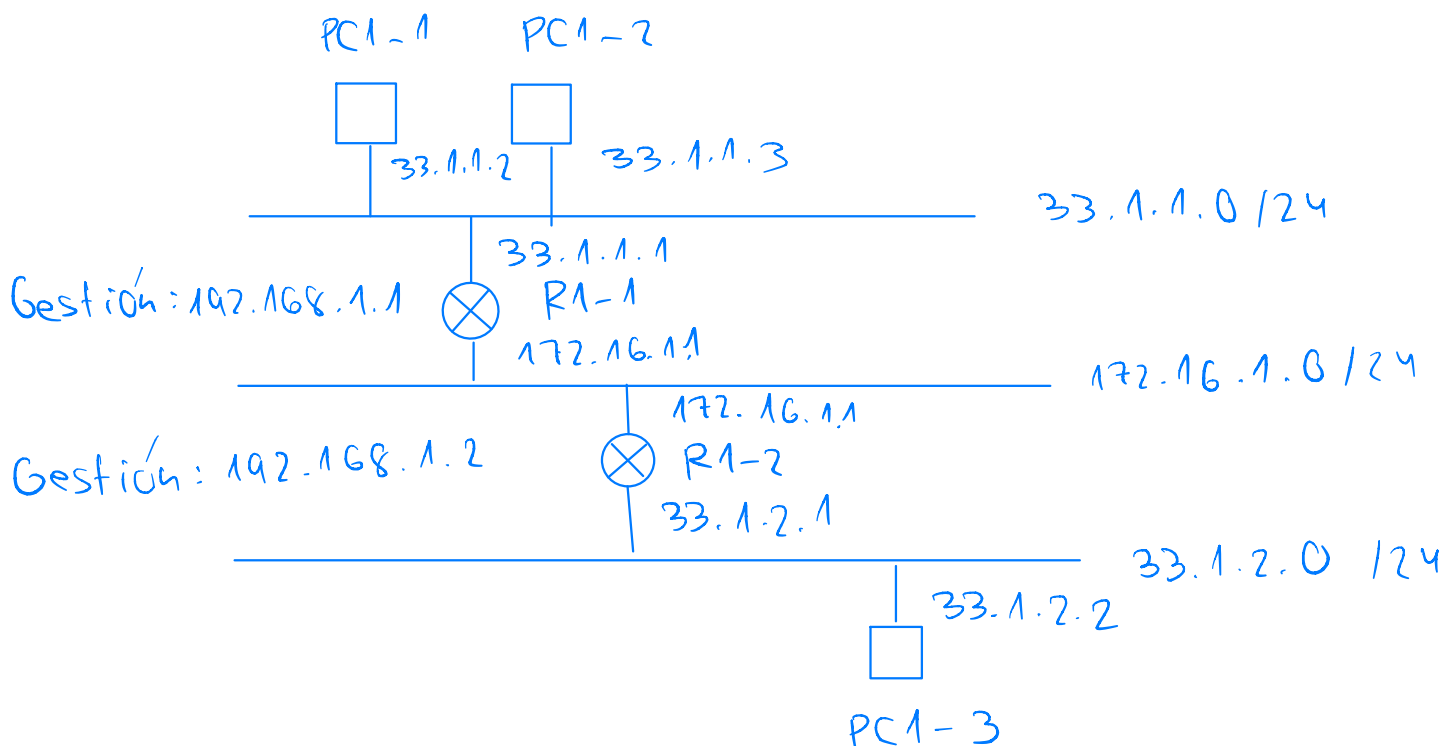 PC1-1 PC1-2
33.1.1.2 33.1.1.3
33.1.1.0 /24
33.1.1.1
Gestión: 192.168.1.1 R1-1
172.16.1.1
172.16.1.0 /24
172.16.1.1
Gestión: 192.168.1.2 R1-2
33.1.2.1
33.1.2.0 /24
33.1.2.2
PC1-3